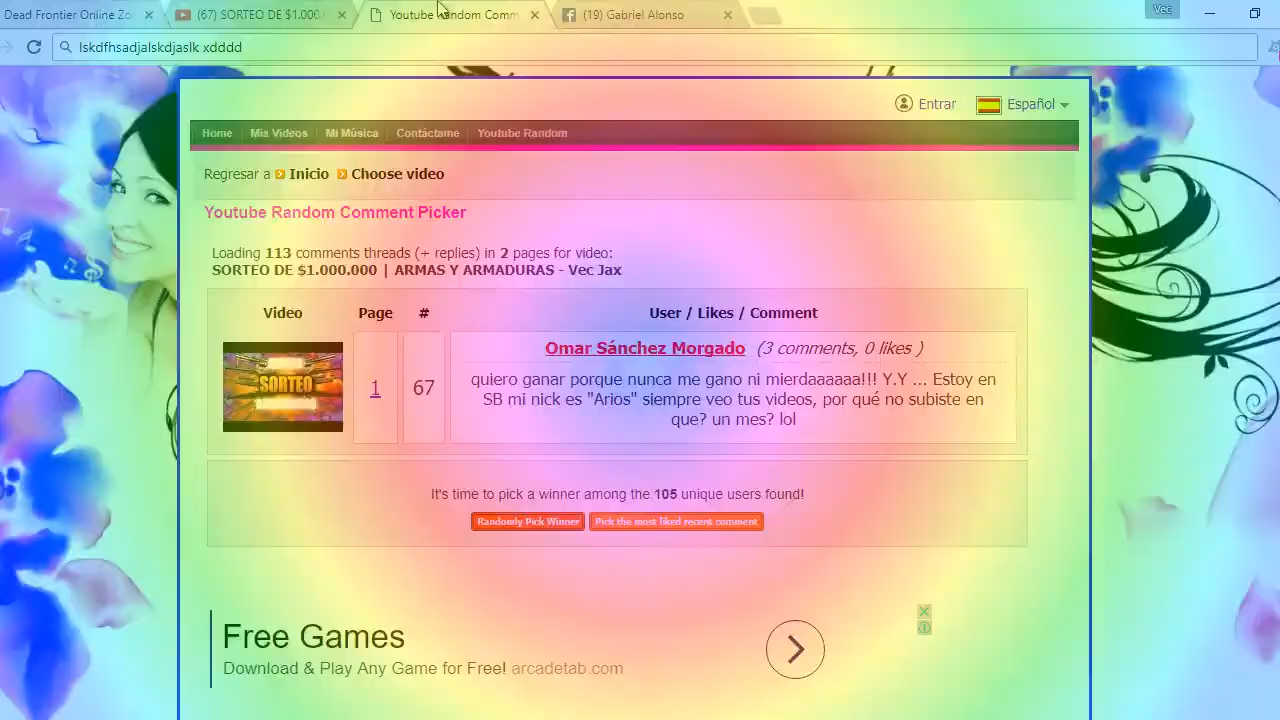 Dead Frontier Online Zo
(67) SORTEO DE $1.000.
Youtube Random Comm
(19) Gabriel Alonso
Vec
lskdfhsadjalskdjaslk xdddd
Entrar
Español
Home
Mis Videos
Mi Música
Contáctame
Youtube Random
Regresar a Inicio Choose video
Youtube Random Comment Picker
Loading 113 comments threads (+ replies) in 2 pages for video:
SORTEO DE $1.000.000 | ARMAS Y ARMADURAS - Vec Jax
Video
Page
#
User / Likes / Comment
SORTEO
1
67
Omar Sánchez Morgado (3 comments, 0 likes )
quiero ganar porque nunca me gano ni mierdaaaaaa!!! Y.Y ... Estoy en
SB mi nick es "Arios" siempre veo tus videos, por qué no subiste en
que? un mes? lol
It's time to pick a winner among the 105 unique users found!
Randomly Pick Winner
Pick the most liked recent comment
Free Games
Download & Play Any Game for Free! arcadetab.com